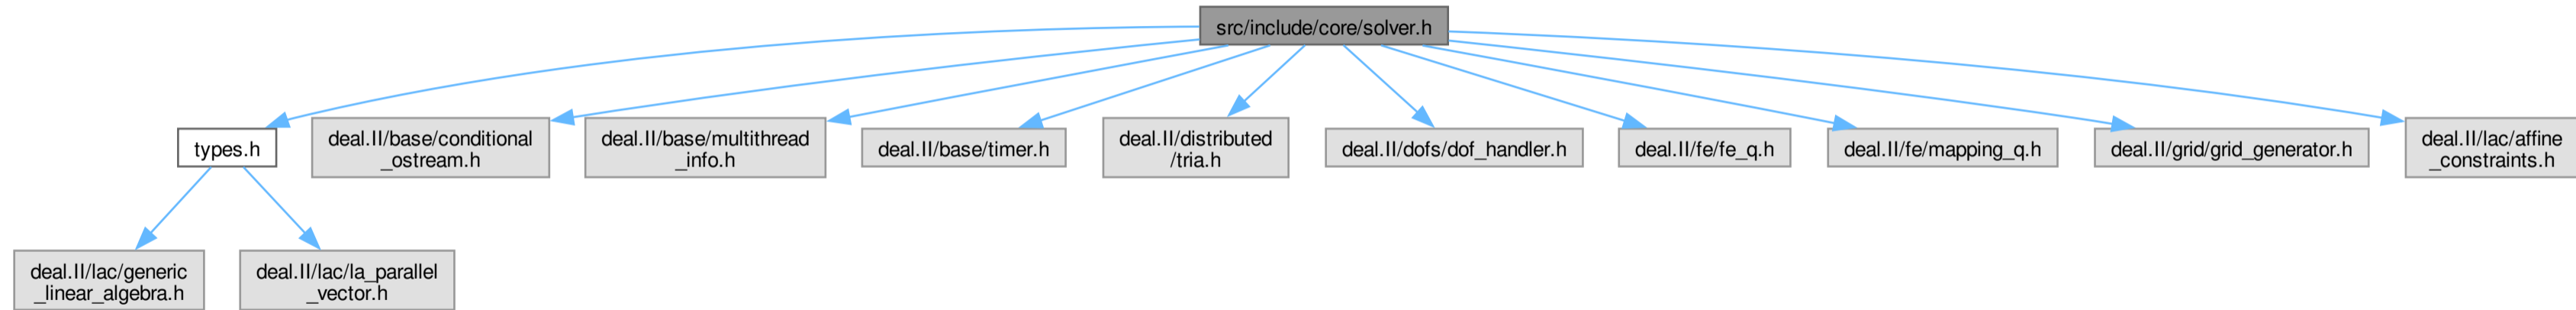 src/include/core/solver.h
types.h
deal.II/base/conditional
_ostream.h
deal.II/base/multithread
_info.h
deal.II/base/timer.h
deal.II/distributed
/tria.h
deal.II/dofs/dof_handler.h
deal.II/fe/fe_q.h
deal.II/fe/mapping_q.h
deal.II/grid/grid_generator.h
deal.II/lac/affine
_constraints.h
deal.II/lac/generic
_linear_algebra.h
deal.II/lac/la_parallel
_vector.h